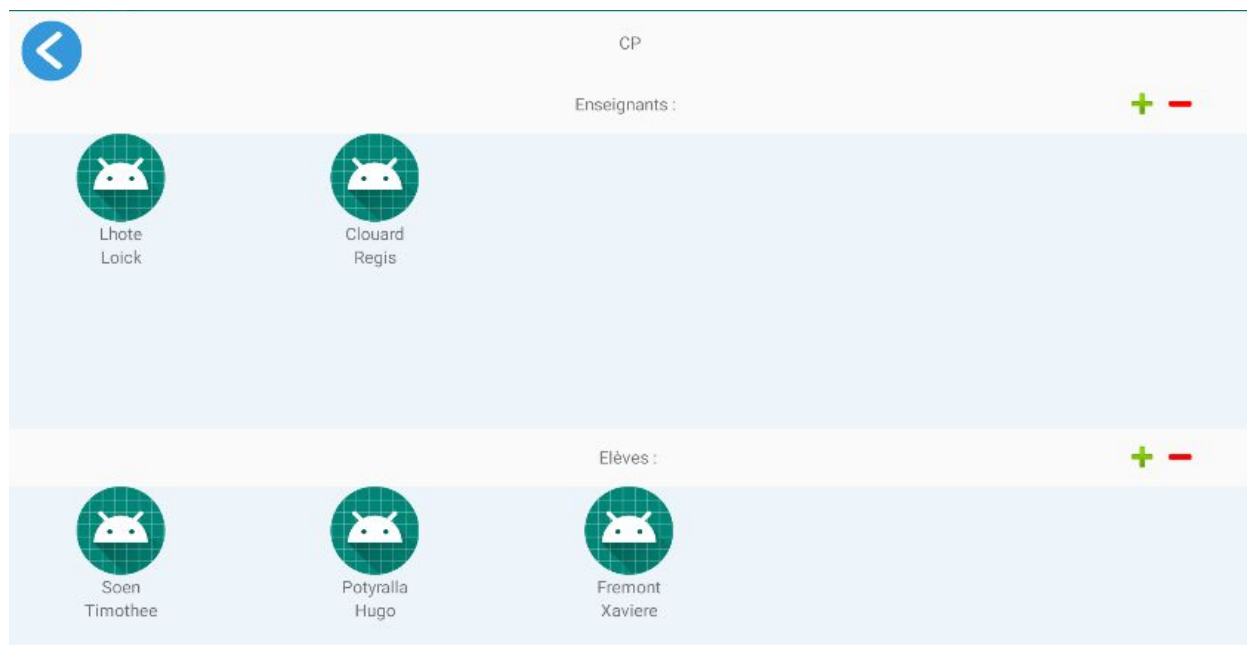 CP
Enseignants :
Lhote
Loick
Clouard
Regis
Elèves :
Soen
Timothee
Potyralla
Hugo
Fremont
Xaviere